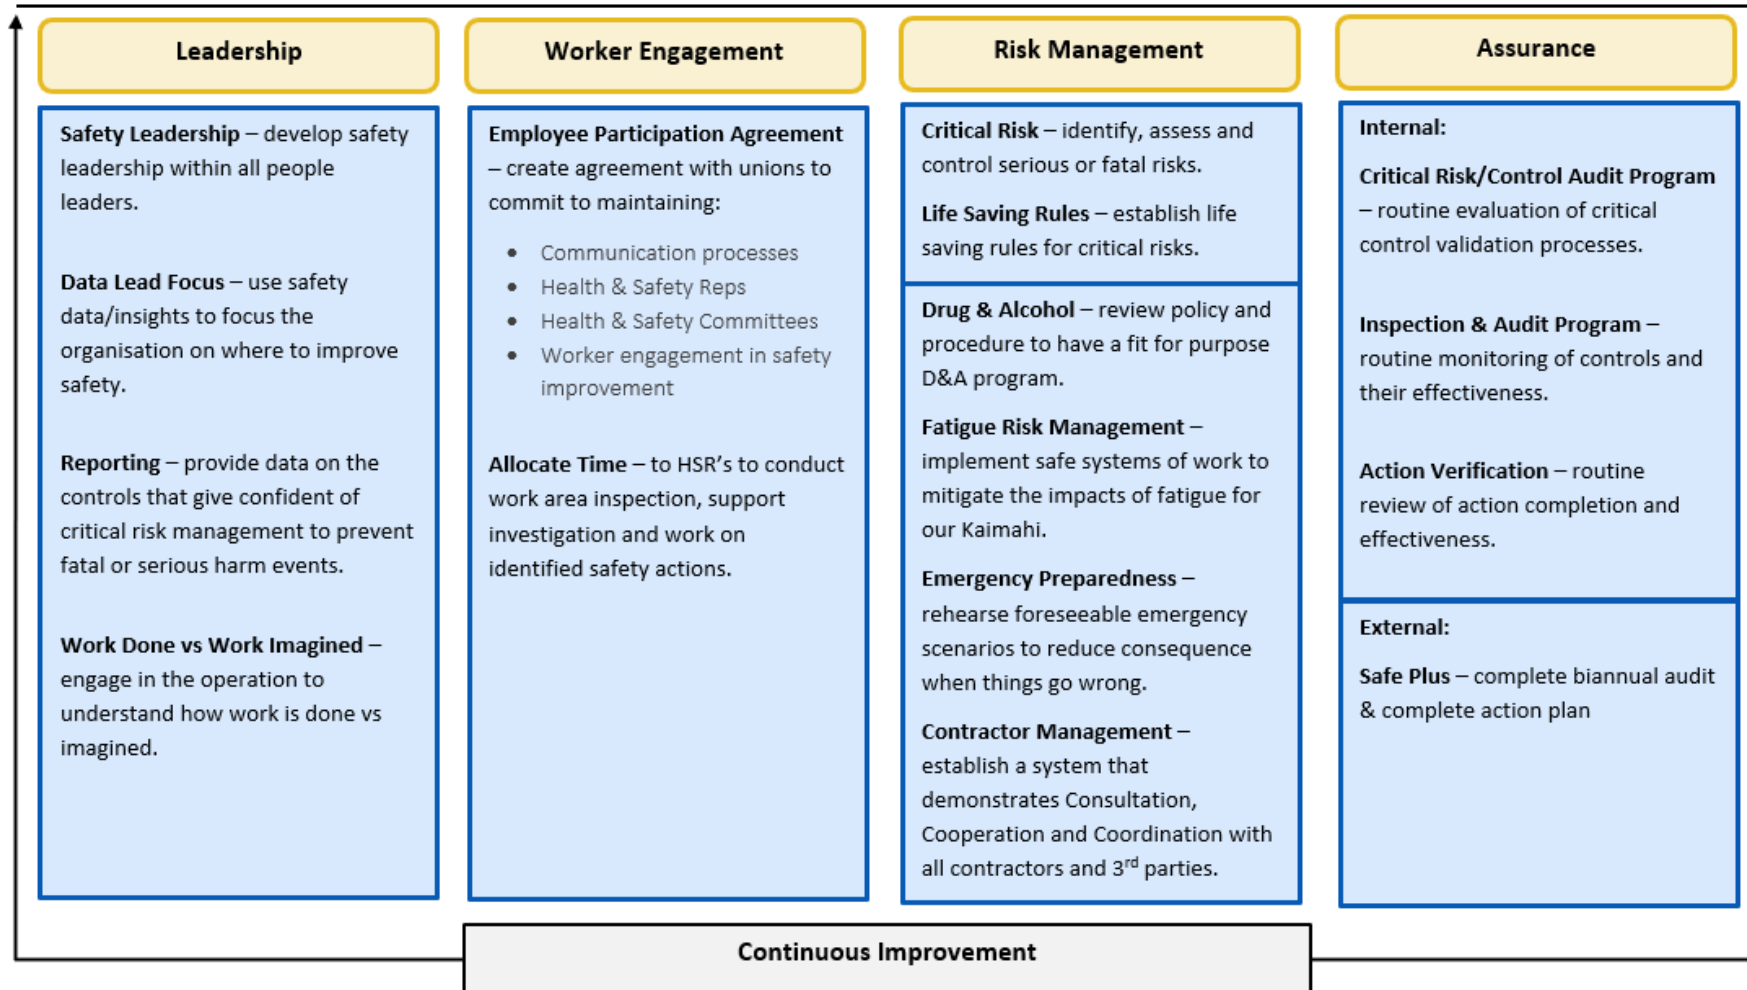 Leadership
Safety Leadership – develop safety
leadership within all people
leaders.
Data Lead Focus – use safety
data/insights to focus the
organisation on where to improve
safety.
Reporting – provide data on the
controls that give confident of
critical risk management to prevent
fatal or serious harm events.
Work Done vs Work Imagined –
engage in the operation to
understand how work is done vs
imagined.
Worker Engagement
Employee Participation Agreement
– create agreement with unions to
commit to maintaining:
• Communication processes
• Health & Safety Reps
• Health & Safety Committees
• Worker engagement in safety
improvement
Allocate Time – to HSR's to conduct
work area inspection, support
investigation and work on
identified safety actions.
Risk Management
Critical Risk – identify, assess and
control serious or fatal risks.
Life Saving Rules – establish life
saving rules for critical risks.
Drug & Alcohol – review policy and
procedure to have a fit for purpose
D&A program.
Fatigue Risk Management –
implement safe systems of work to
mitigate the impacts of fatigue for
our Kaimahi.
Emergency Preparedness –
rehearse foreseeable emergency
scenarios to reduce consequence
when things go wrong.
Contractor Management –
establish a system that
demonstrates Consultation,
Cooperation and Coordination with
all contractors and 3rd parties.
Assurance
Internal:
Critical Risk/Control Audit Program
– routine evaluation of critical
control validation processes.
Inspection & Audit Program –
routine monitoring of controls and
their effectiveness.
Action Verification – routine
review of action completion and
effectiveness.
External:
Safe Plus – complete biannual audit
& complete action plan
Continuous Improvement